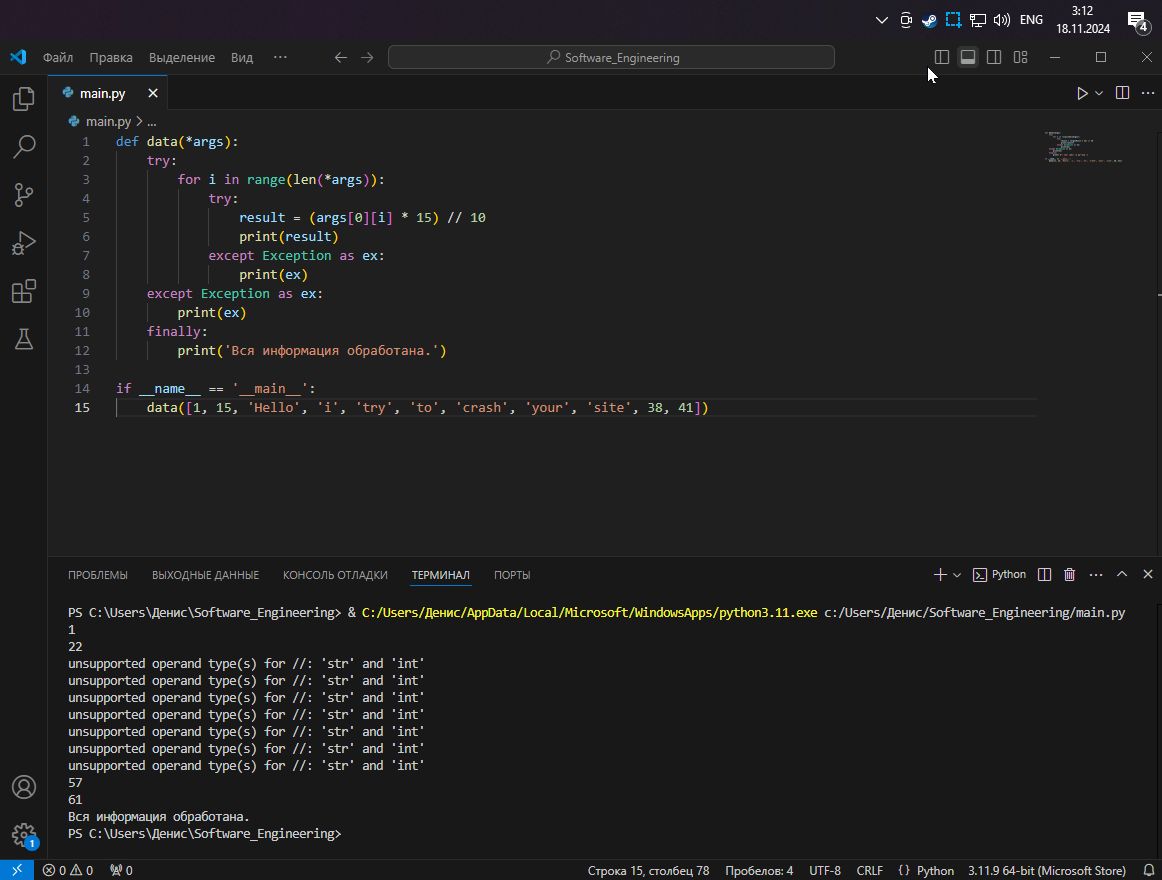 ENG
3:12
18.11.2024
4
Файл Правка Выделение Вид ··· Software_Engineering
main.py
main.py > ...
1 def data(*args):
2     try:
3         for i in range(len(*args)):
4             try:
5                 result = (args[0][i] * 15) // 10
6                 print(result)
7             except Exception as ex:
8                 print(ex)
9     except Exception as ex:
10         print(ex)
11     finally:
12         print('Вся информация обработана.')
13
14 if __name__ == '__main__':
15     data([1, 15, 'Hello', 'i', 'try', 'to', 'crash', 'your', 'site', 38, 41])
ПРОБЛЕМЫ ВЫХОДНЫЕ ДАННЫЕ КОНСОЛЬ ОТЛАДКИ ТЕРМИНАЛ ПОРТЫ Python
PS C:\Users\Денис\Software_Engineering> & C:/Users/Денис/AppData/Local/Microsoft/WindowsApps/python3.11.exe c:/Users/Денис/Software_Engineering/main.py
1
22
unsupported operand type(s) for //: 'str' and 'int'
unsupported operand type(s) for //: 'str' and 'int'
unsupported operand type(s) for //: 'str' and 'int'
unsupported operand type(s) for //: 'str' and 'int'
unsupported operand type(s) for //: 'str' and 'int'
unsupported operand type(s) for //: 'str' and 'int'
unsupported operand type(s) for //: 'str' and 'int'
57
61
Вся информация обработана.
PS C:\Users\Денис\Software_Engineering>
1
0 0 0 Строка 15, столбец 78 Пробелов: 4 UTF-8 CRLF {} Python 3.11.9 64-bit (Microsoft Store)